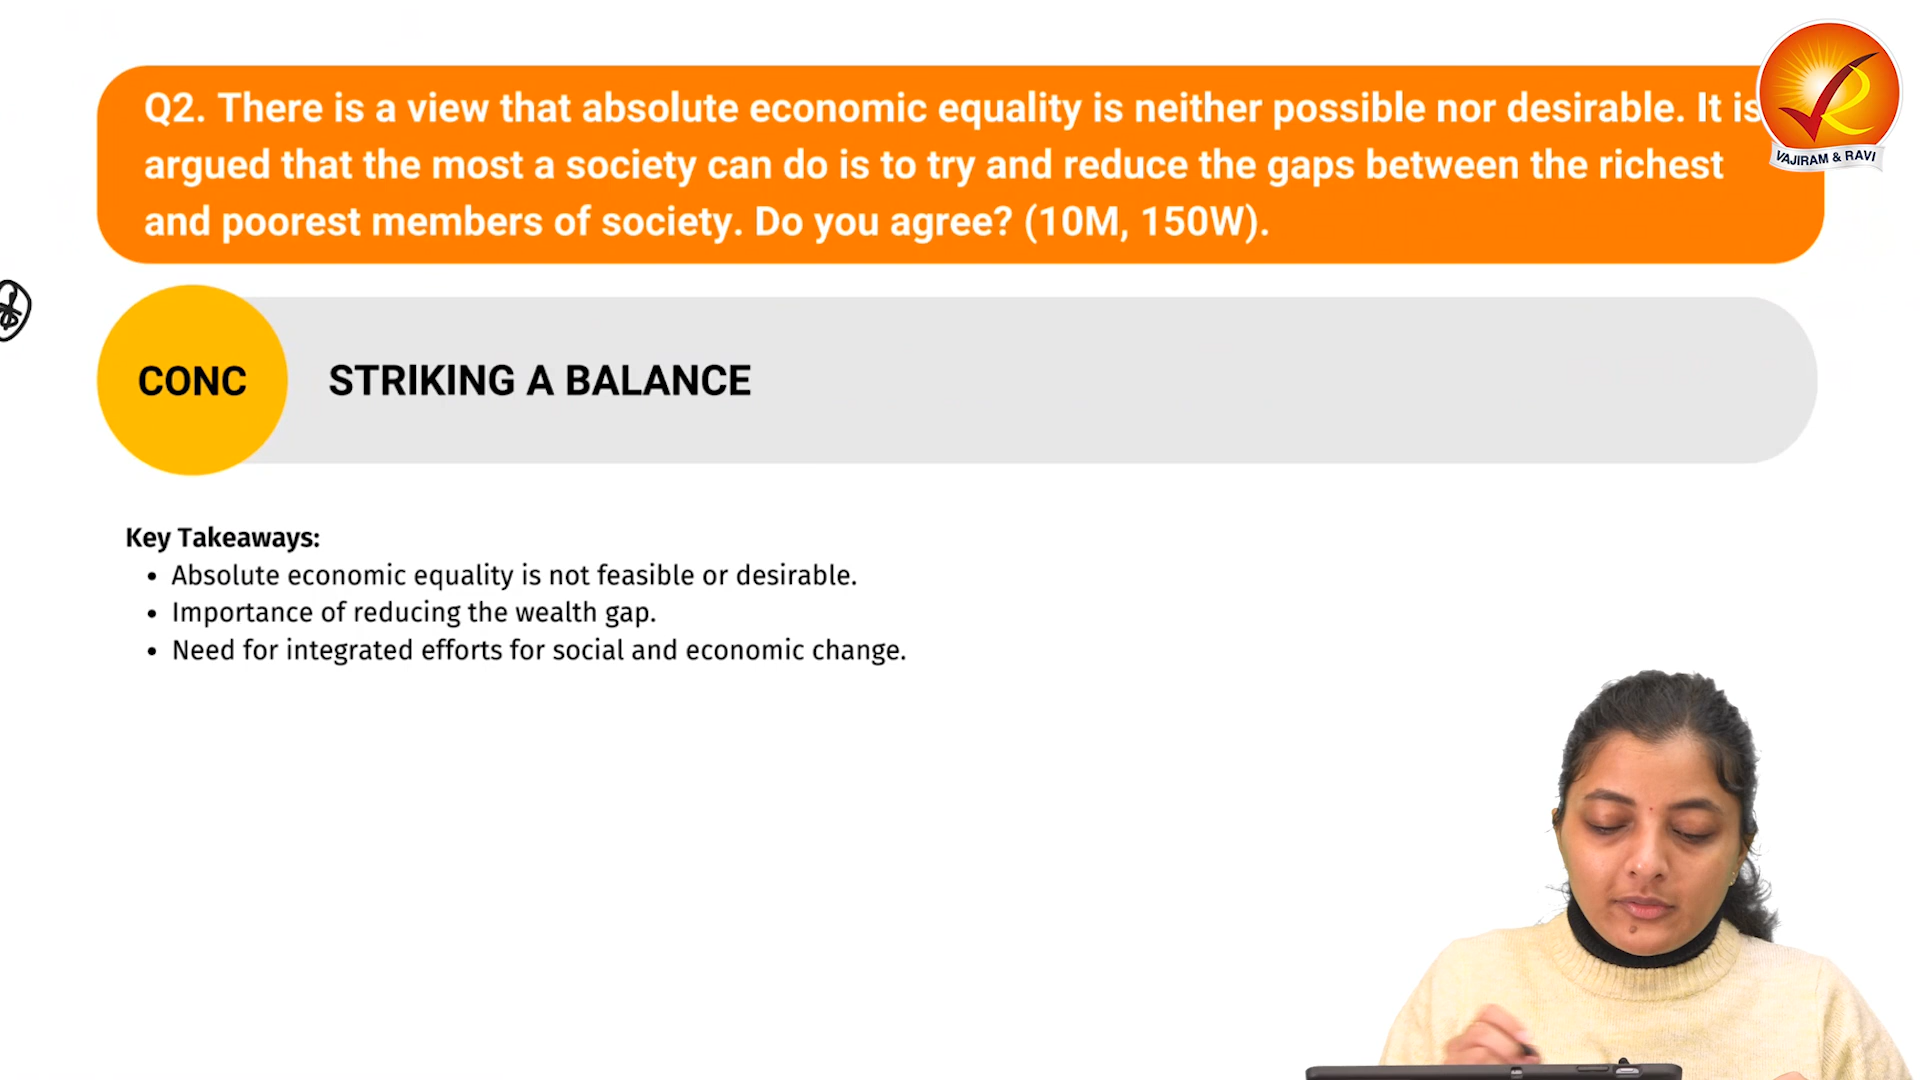 Q2. There is a view that absolute economic equality is neither possible nor desirable. It is
argued that the most a society can do is to try and reduce the gaps between the richest
and poorest members of society. Do you agree? (10M, 150W).
VAJIRAM & RAVI
CONC
STRIKING A BALANCE
Key Takeaways:
• Absolute economic equality is not feasible or desirable.
• Importance of reducing the wealth gap.
• Need for integrated efforts for social and economic change.